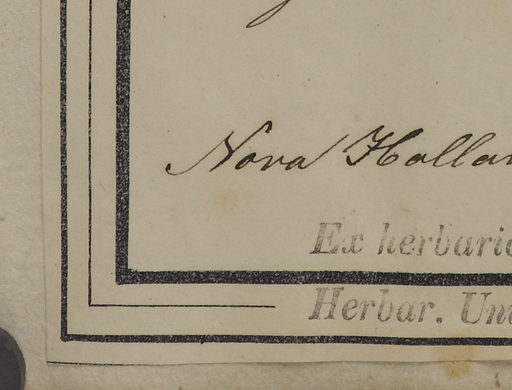 Nova Hollan
Ex herbario
Herbar. Un